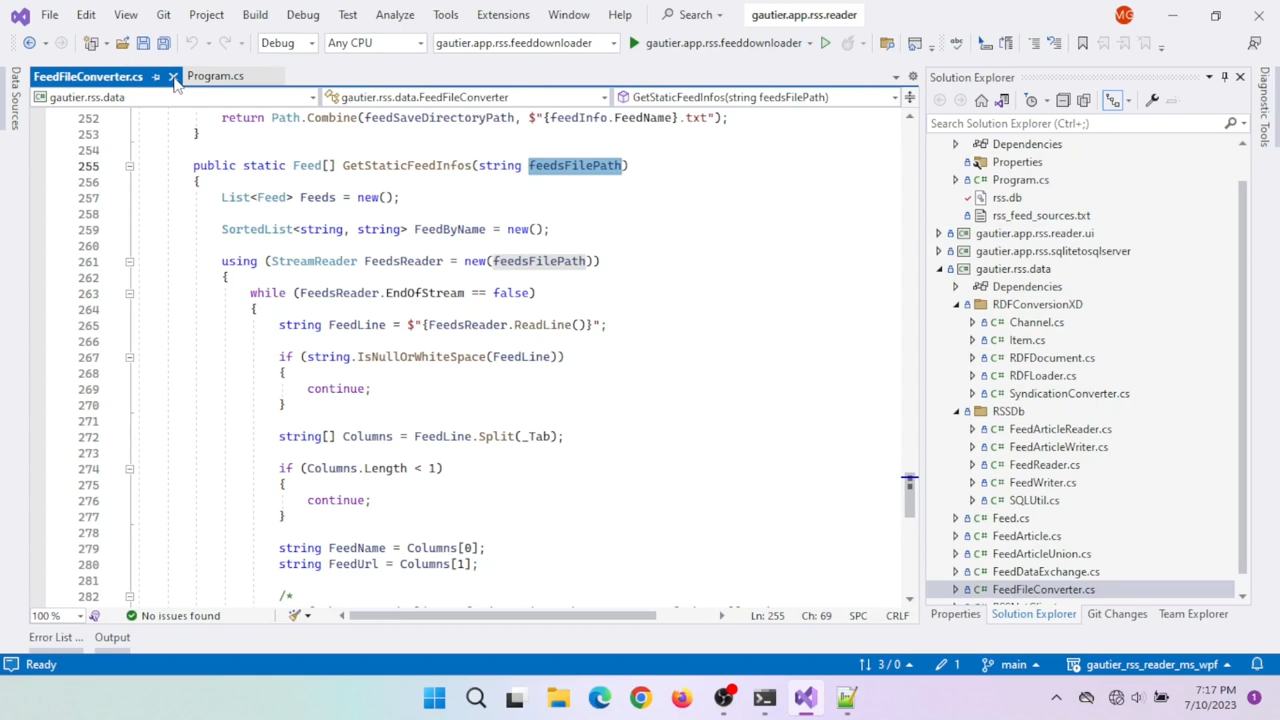 File Edit View Git Project Build Debug Test Analyze Tools Extensions Window Help Search gautier.app.rss.reader MG
Debug Any CPU gautier.app.rss.feeddownloader gautier.app.rss.feeddownloader
Data Sources
FeedFileConverter.cs Program.cs
gautier.rss.data gautier.rss.data.FeedFileConverter GetStaticFeedInfos(string feedsFilePath)
252 return Path.Combine(feedSaveDirectoryPath, $"{feedInfo.FeedName}.txt");
253 }
254
255 public static Feed[] GetStaticFeedInfos(string feedsFilePath)
256 {
257 List<Feed> Feeds = new();
258
259 SortedList<string, string> FeedByName = new();
260
261 using (StreamReader FeedsReader = new(feedsFilePath))
262 {
263 while (FeedsReader.EndOfStream == false)
264 {
265 string FeedLine = $"{FeedsReader.ReadLine()}";
266
267 if (string.IsNullOrWhiteSpace(FeedLine))
268 {
269 continue;
270 }
271
272 string[] Columns = FeedLine.Split(_Tab);
273
274 if (Columns.Length < 1)
275 {
276 continue;
277 }
278
279 string FeedName = Columns[0];
280 string FeedUrl = Columns[1];
281
282 /*
100 % No issues found Ln: 255 Ch: 69 SPC CRLF
Error List ... Output
Solution Explorer
Search Solution Explorer (Ctrl+;)
Dependencies
Properties
C# Program.cs
rss.db
rss_feed_sources.txt
gautier.app.rss.reader.ui
gautier.app.rss.sqlitetosqlserver
gautier.rss.data
Dependencies
RDFConversionXD
C# Channel.cs
C# Item.cs
C# RDFDocument.cs
C# RDFLoader.cs
C# SyndicationConverter.cs
RSSDb
C# FeedArticleReader.cs
C# FeedArticleWriter.cs
C# FeedReader.cs
C# FeedWriter.cs
C# SQLUtil.cs
C# Feed.cs
C# FeedArticle.cs
C# FeedArticleUnion.cs
C# FeedDataExchange.cs
C# FeedFileConverter.cs
Properties Solution Explorer Git Changes Team Explorer
Toolbox
Ready 3 / 0 1 main gautier_rss_reader_ms_wpf
7:17 PM
7/10/2023
1